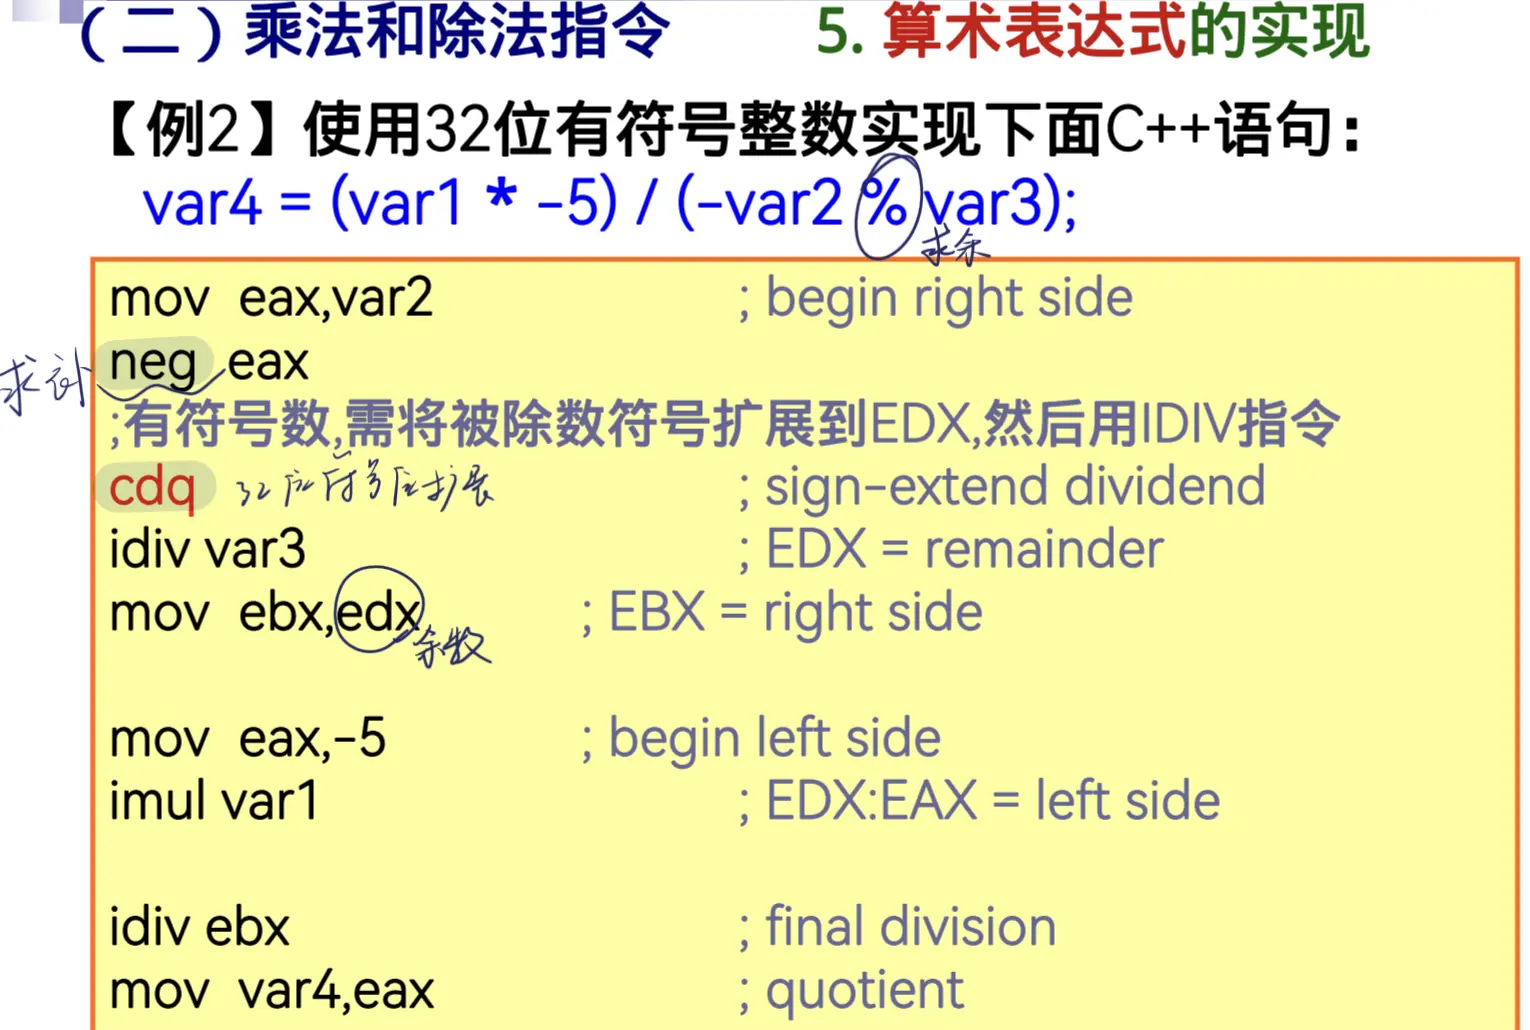 （二）乘法和除法指令 5. 算术表达式的实现
【例2】使用32位有符号整数实现下面C++语句：
var4 = (var1 * -5) / (-var2 % var3);
求余
mov eax,var2 ; begin right side
求补 neg eax
;有符号数,需将被除数符号扩展到EDX,然后用IDIV指令
cdq 32位符号位扩展 ; sign-extend dividend
idiv var3 ; EDX = remainder
mov ebx,edx ; EBX = right side
余数
mov eax,-5 ; begin left side
imul var1 ; EDX:EAX = left side
idiv ebx ; final division
mov var4,eax ; quotient